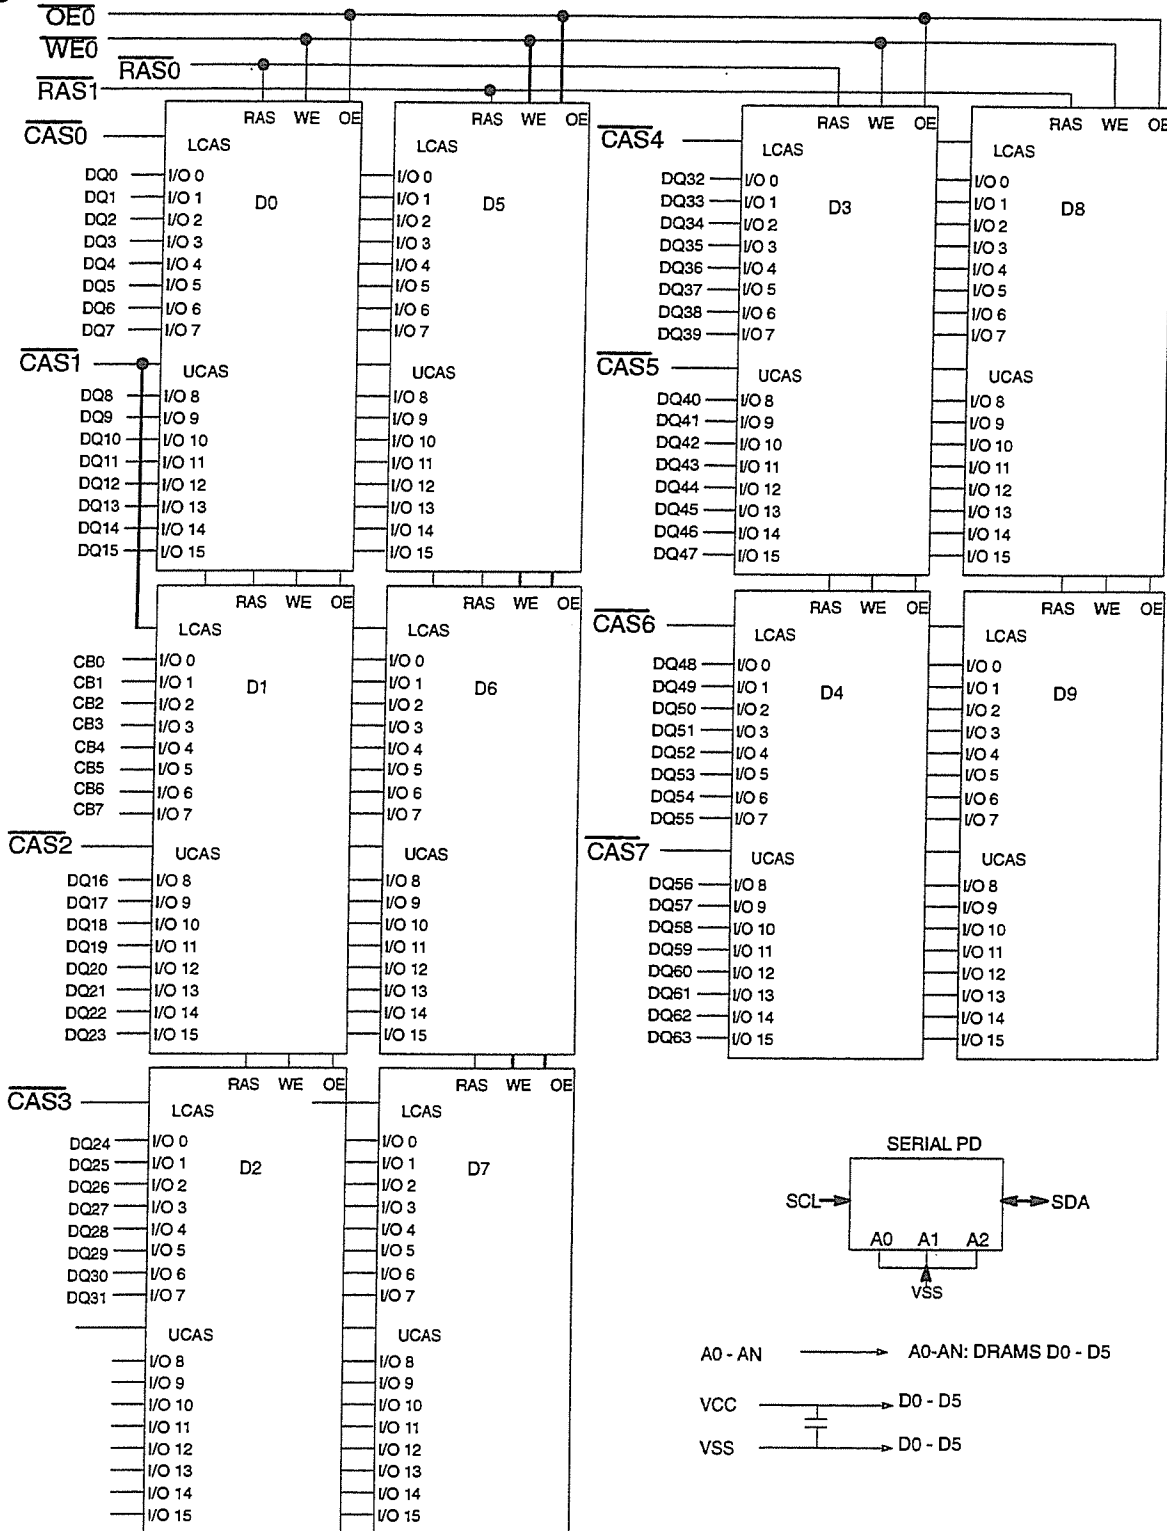 OE0
WE0
RAS0
RAS1
CAS0
RAS WE OE
LCAS
DQ0 I/O 0
DQ1 I/O 1
DQ2 I/O 2
DQ3 I/O 3
DQ4 I/O 4
DQ5 I/O 5
DQ6 I/O 6
DQ7 I/O 7
D0
CAS1
UCAS
DQ8 I/O 8
DQ9 I/O 9
DQ10 I/O 10
DQ11 I/O 11
DQ12 I/O 12
DQ13 I/O 13
DQ14 I/O 14
DQ15 I/O 15
RAS WE OE
LCAS
I/O 0
I/O 1
I/O 2
I/O 3
I/O 4
I/O 5
I/O 6
I/O 7
D5
UCAS
I/O 8
I/O 9
I/O 10
I/O 11
I/O 12
I/O 13
I/O 14
I/O 15
RAS WE OE
LCAS
CB0 I/O 0
CB1 I/O 1
CB2 I/O 2
CB3 I/O 3
CB4 I/O 4
CB5 I/O 5
CB6 I/O 6
CB7 I/O 7
D1
CAS2
UCAS
DQ16 I/O 8
DQ17 I/O 9
DQ18 I/O 10
DQ19 I/O 11
DQ20 I/O 12
DQ21 I/O 13
DQ22 I/O 14
DQ23 I/O 15
RAS WE OE
LCAS
I/O 0
I/O 1
I/O 2
I/O 3
I/O 4
I/O 5
I/O 6
I/O 7
D6
UCAS
I/O 8
I/O 9
I/O 10
I/O 11
I/O 12
I/O 13
I/O 14
I/O 15
CAS3
RAS WE OE
LCAS
DQ24 I/O 0
DQ25 I/O 1
DQ26 I/O 2
DQ27 I/O 3
DQ28 I/O 4
DQ29 I/O 5
DQ30 I/O 6
DQ31 I/O 7
D2
UCAS
I/O 8
I/O 9
I/O 10
I/O 11
I/O 12
I/O 13
I/O 14
I/O 15
RAS WE OE
LCAS
I/O 0
I/O 1
I/O 2
I/O 3
I/O 4
I/O 5
I/O 6
I/O 7
D7
UCAS
I/O 8
I/O 9
I/O 10
I/O 11
I/O 12
I/O 13
I/O 14
I/O 15
CAS4
RAS WE OE
LCAS
DQ32 I/O 0
DQ33 I/O 1
DQ34 I/O 2
DQ35 I/O 3
DQ36 I/O 4
DQ37 I/O 5
DQ38 I/O 6
DQ39 I/O 7
D3
CAS5
UCAS
DQ40 I/O 8
DQ41 I/O 9
DQ42 I/O 10
DQ43 I/O 11
DQ44 I/O 12
DQ45 I/O 13
DQ46 I/O 14
DQ47 I/O 15
RAS WE OE
LCAS
I/O 0
I/O 1
I/O 2
I/O 3
I/O 4
I/O 5
I/O 6
I/O 7
D8
UCAS
I/O 8
I/O 9
I/O 10
I/O 11
I/O 12
I/O 13
I/O 14
I/O 15
CAS6
RAS WE OE
LCAS
DQ48 I/O 0
DQ49 I/O 1
DQ50 I/O 2
DQ51 I/O 3
DQ52 I/O 4
DQ53 I/O 5
DQ54 I/O 6
DQ55 I/O 7
D4
CAS7
UCAS
DQ56 I/O 8
DQ57 I/O 9
DQ58 I/O 10
DQ59 I/O 11
DQ60 I/O 12
DQ61 I/O 13
DQ62 I/O 14
DQ63 I/O 15
RAS WE OE
LCAS
I/O 0
I/O 1
I/O 2
I/O 3
I/O 4
I/O 5
I/O 6
I/O 7
D9
UCAS
I/O 8
I/O 9
I/O 10
I/O 11
I/O 12
I/O 13
I/O 14
I/O 15
SERIAL PD
SCL SDA
A0 A1 A2
VSS
A0 - AN A0-AN: DRAMS D0 - D5
VCC D0 - D5
VSS D0 - D5